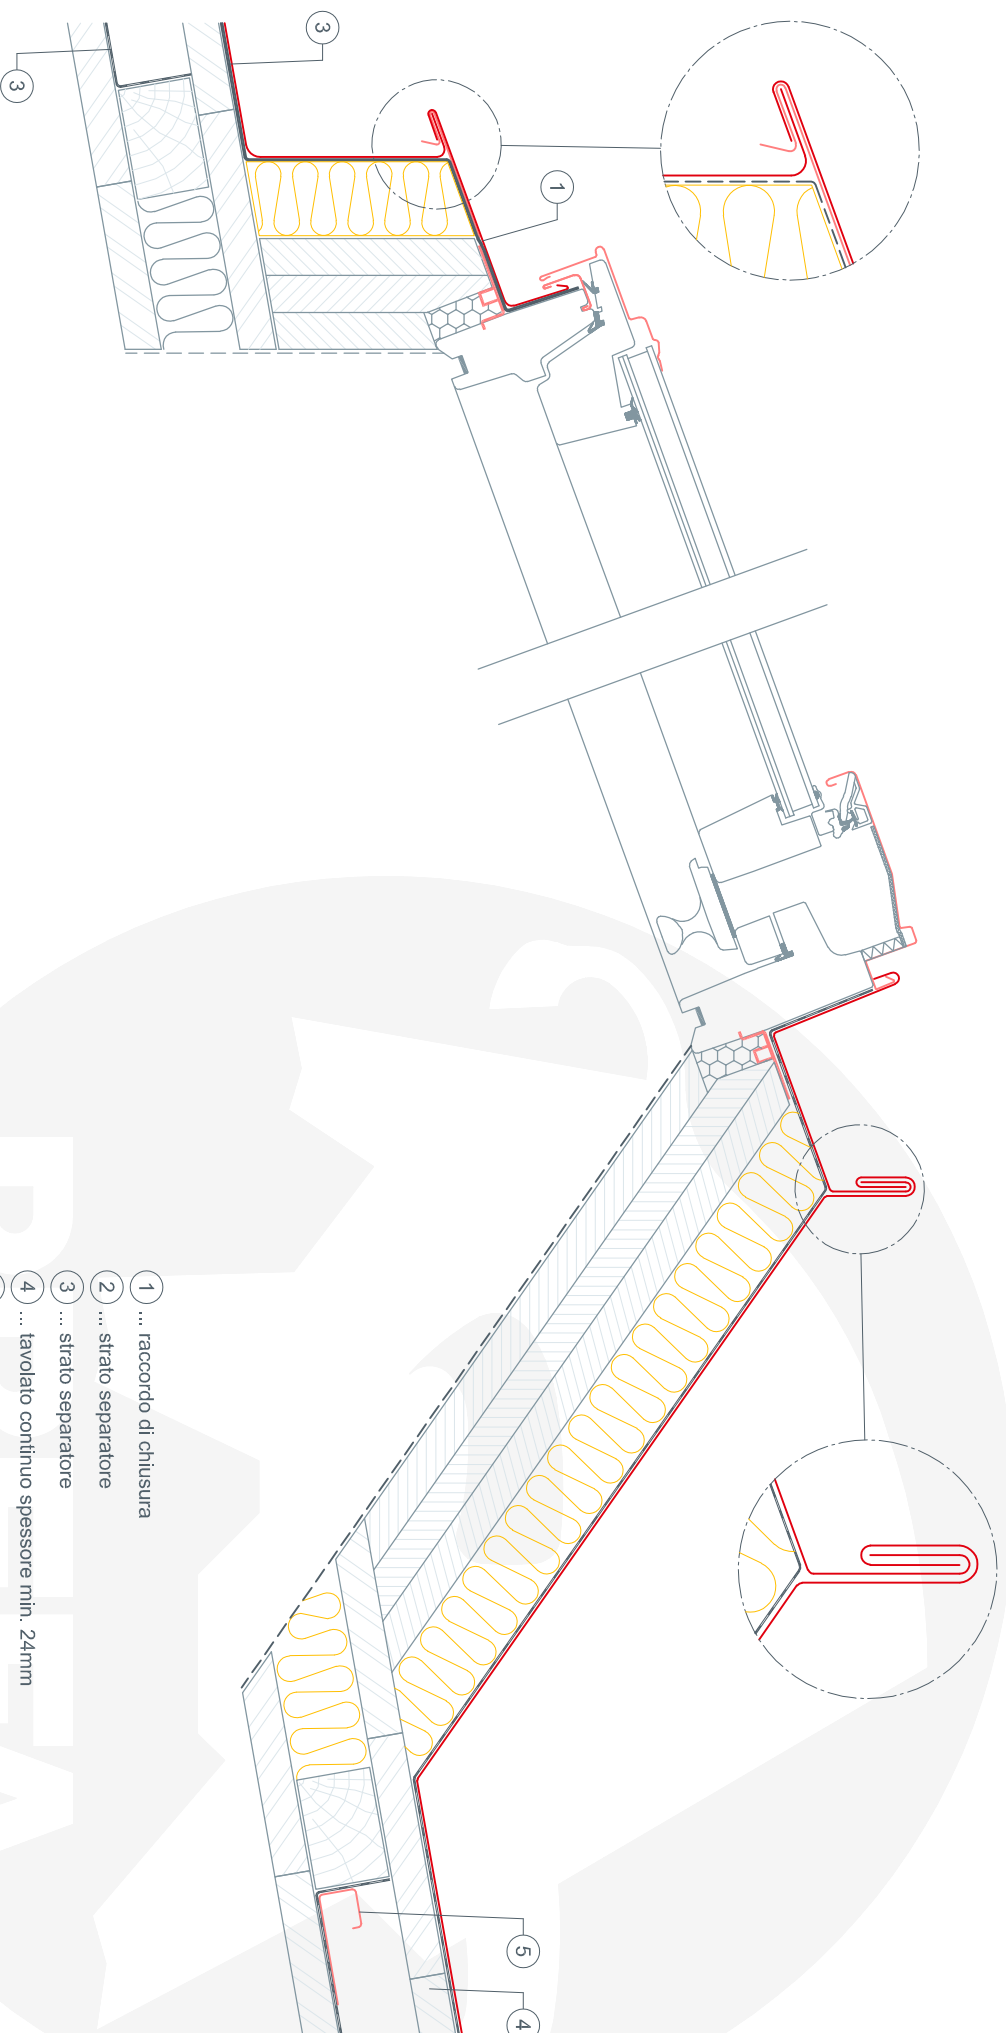 3
3
1
1 ... raccordo di chiusura
2 ... strato separatore
3 ... strato separatore
4 ... tavolato continuo spessore min. 24mm
5
4